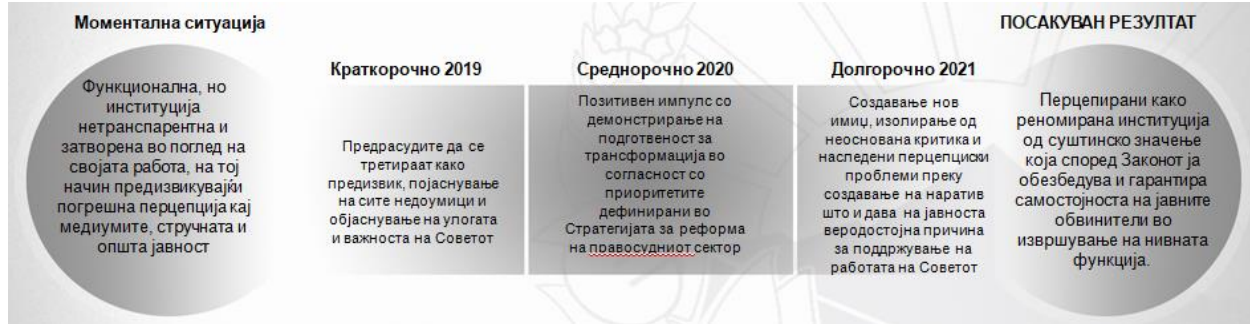 Моментална ситуација
Функционална, но
институција
нетранспарентна и
затворена во поглед на
својата работа, на тој
начин предизвикувајќи
погрешна перцепција кај
медиумите, стручната и
општа јавност
Краткорочно 2019
Предрасудите да се
третираат како
предизвик, појаснување
на сите недоумици и
објаснување на улогата
и важноста на Советот
Среднорочно 2020
Позитивен импулс со
демонстрирање на
подготвеност за
трансформација во
согласност со
приоритетите
дефинирани во
Стратегијата за реформа
на правосудниот сектор
Долгорочно 2021
Создавање нов
имиџ, изолирање од
неоснована критика и
наследени перцепциски
проблеми преку
создавање на наратив
што и дава на јавноста
веродостојна причина
за поддржување на
работата на Советот
ПОСАКУВАН РЕЗУЛТАТ
Перцепирани како
реномирана институција
од суштинско значење
која според Законот ја
обезбедува и гарантира
самостојноста на јавните
обвинители во
извршување на нивната
функција.